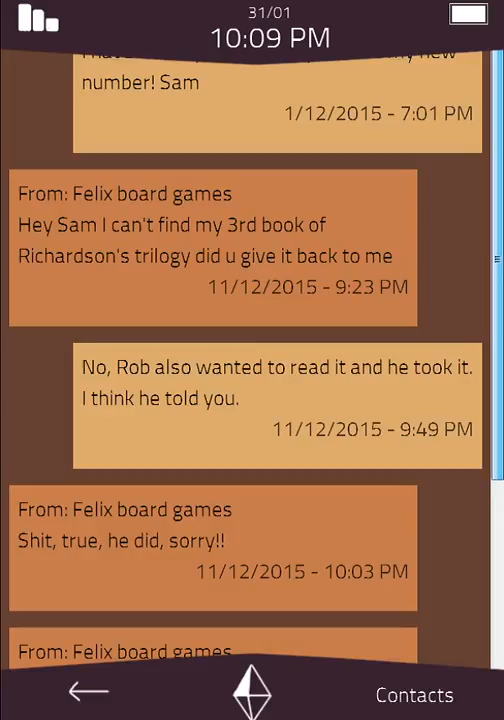 31/01
10:09 PM
new
number! Sam
1/12/2015 - 7:01 PM
From: Felix board games
Hey Sam I can't find my 3rd book of
Richardson's trilogy did u give it back to me
11/12/2015 - 9:23 PM
No, Rob also wanted to read it and he took it.
I think he told you.
11/12/2015 - 9:49 PM
From: Felix board games
Shit, true, he did, sorry!!
11/12/2015 - 10:03 PM
From: Felix board games
Contacts